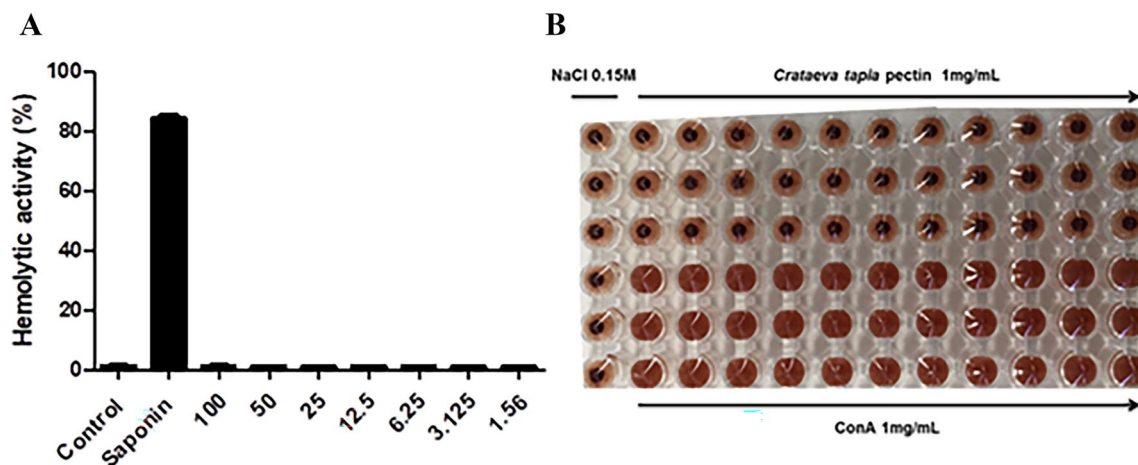 A
B
Hemolytic activity (%)
100
80
60
40
20
0
Control
Saponin
100
50
25
12.5
6.25
3.125
1.56
NaCl 0.15M
Crataeva tapia pectin 1mg/mL
ConA 1mg/mL